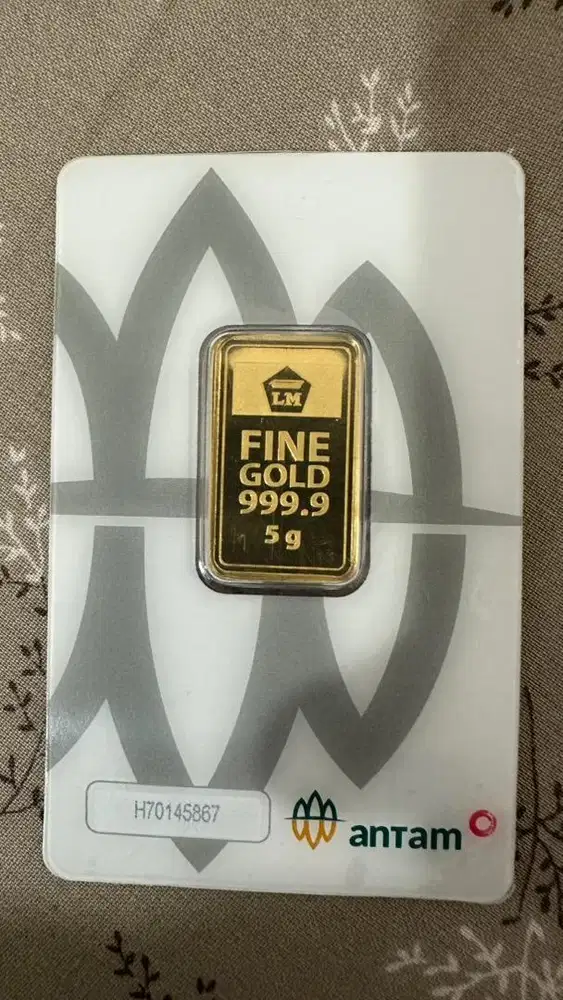 LM
FINE
GOLD
999.9
5 g
H70145867
antam